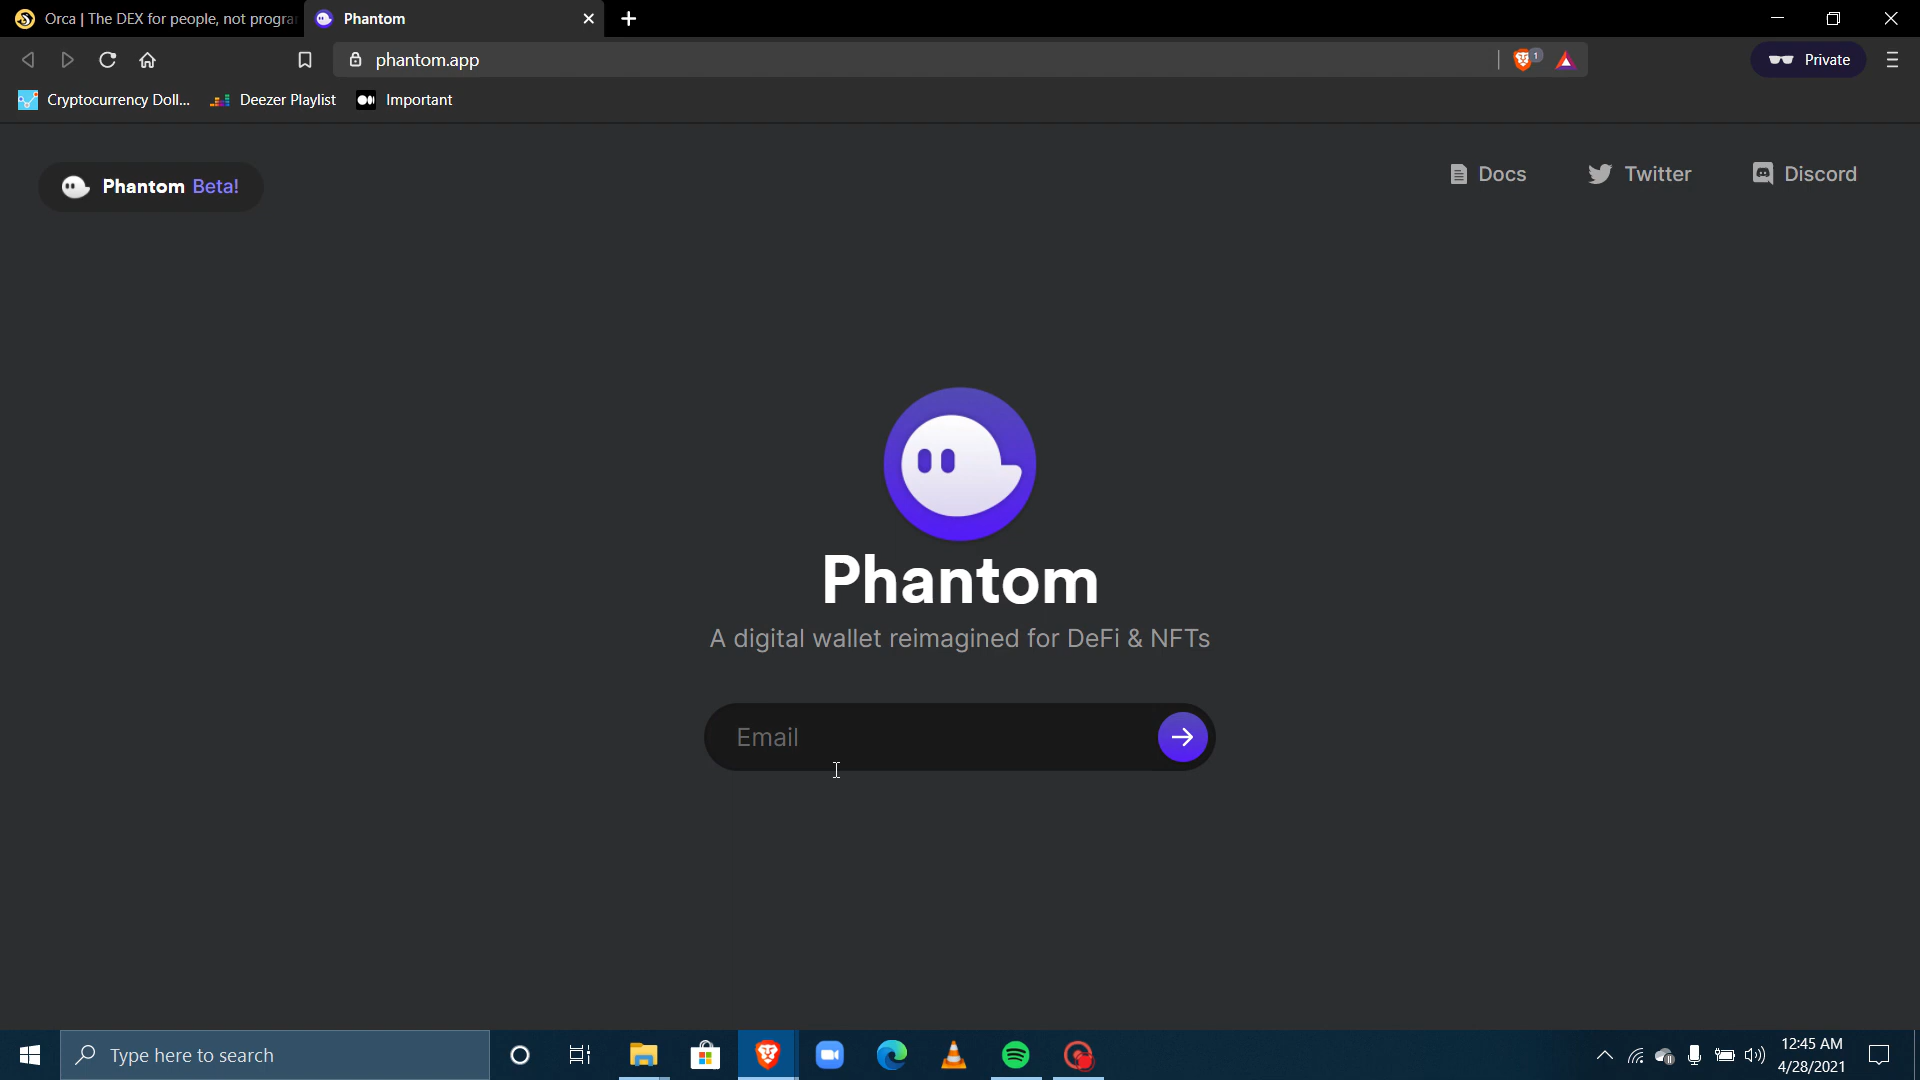 Orca | The DEX for people, not progra
Phantom
phantom.app
1
Private
Cryptocurrency Doll...
Deezer Playlist
Important
Phantom Beta!
Docs
Twitter
Discord
Phantom
A digital wallet reimagined for DeFi & NFTs
Email
Type here to search
12:45 AM
4/28/2021